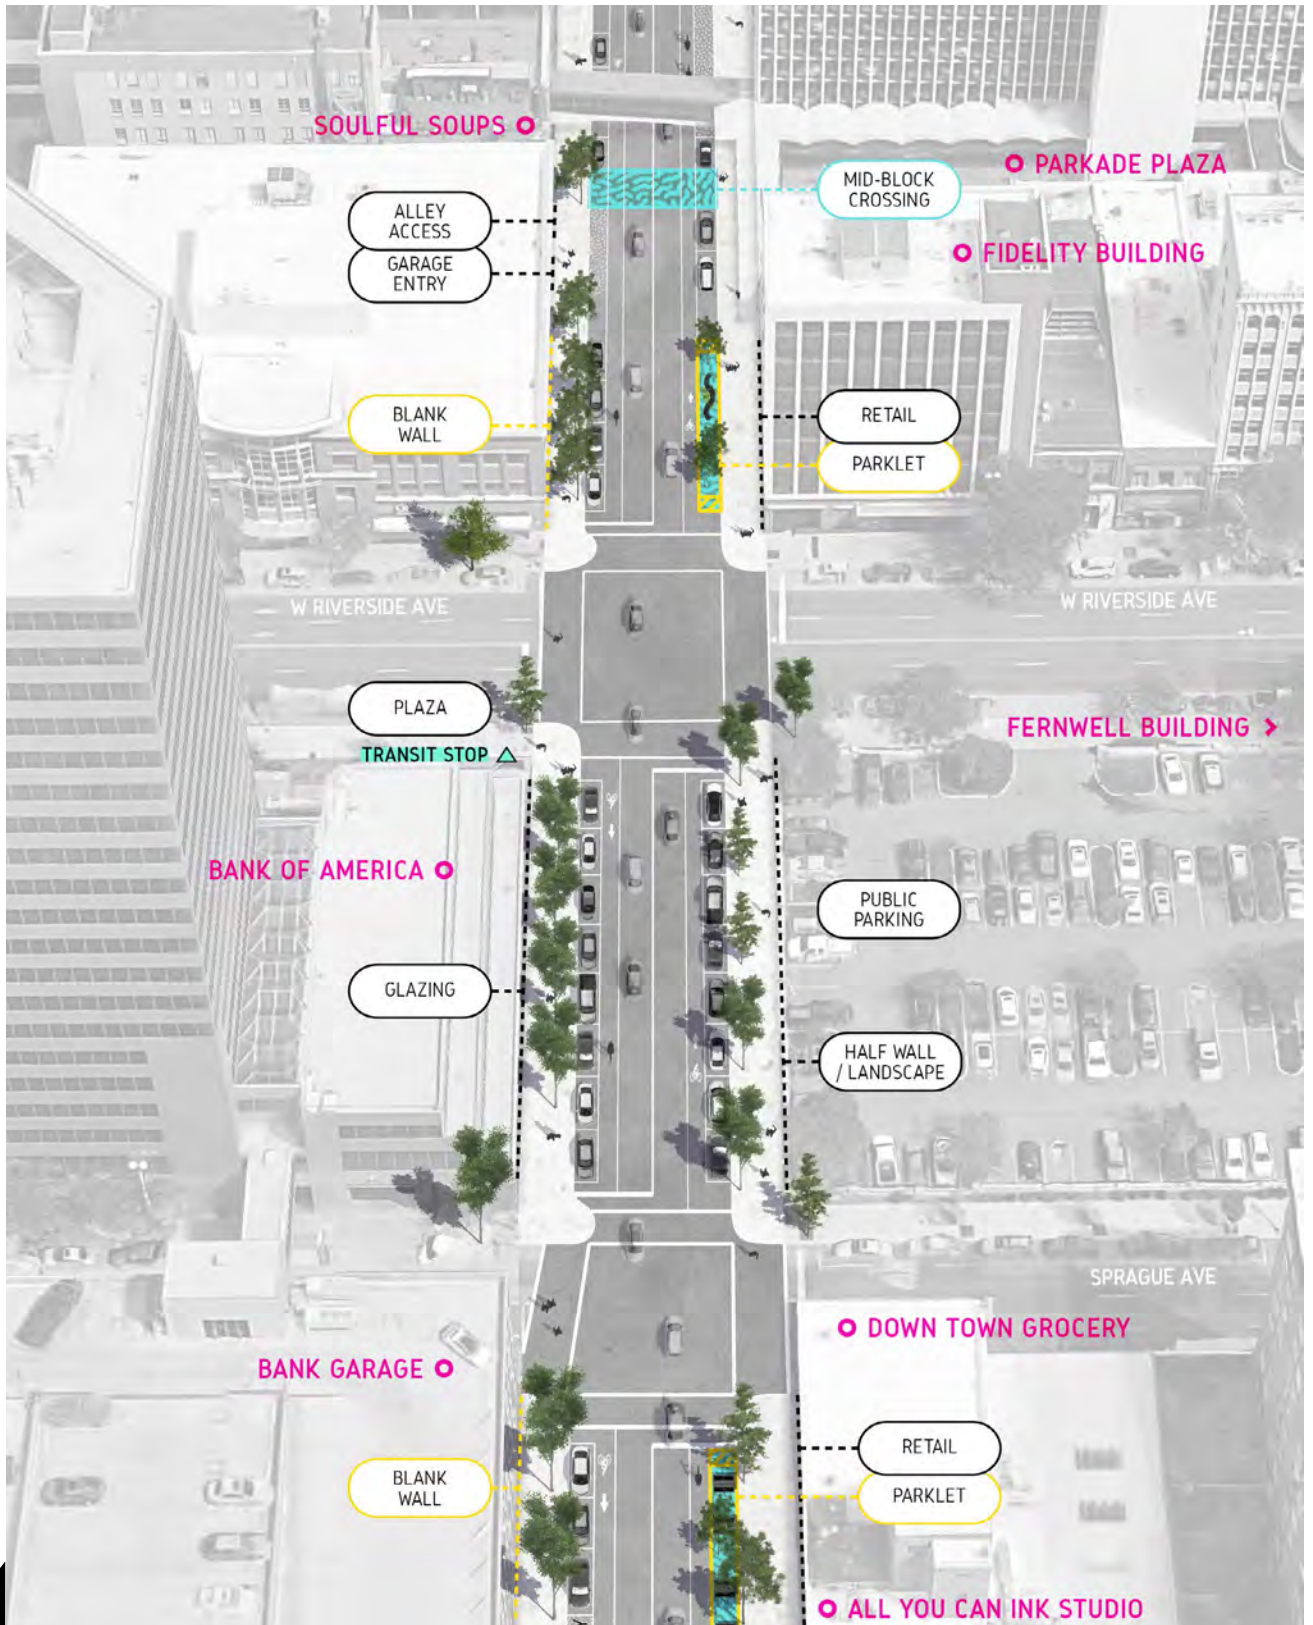 SOULFUL SOUPS
PARKADE PLAZA
MID-BLOCK
CROSSING
ALLEY
ACCESS
FIDELITY BUILDING
GARAGE
ENTRY
BLANK
WALL
RETAIL
PARKLET
W RIVERSIDE AVE
W RIVERSIDE AVE
PLAZA
FERNWELL BUILDING
TRANSIT STOP
BANK OF AMERICA
PUBLIC
PARKING
GLAZING
HALF WALL
/ LANDSCAPE
SPRAGUE AVE
DOWN TOWN GROCERY
BANK GARAGE
RETAIL
BLANK
WALL
PARKLET
ALL YOU CAN INK STUDIO